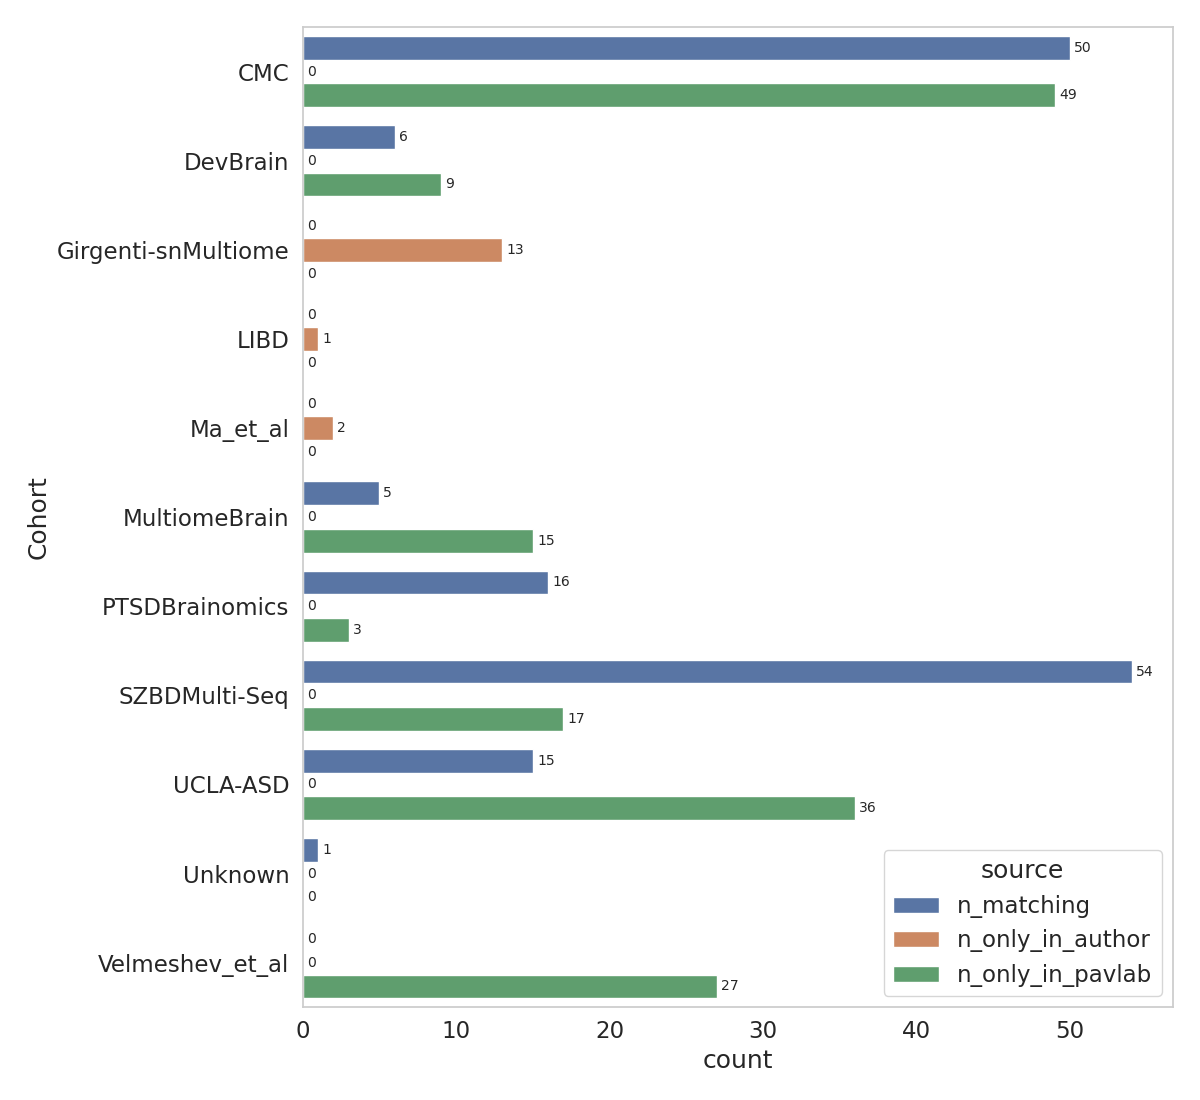 CMC
50
0
49
DevBrain
6
0
9
Girgenti-snMultiome
0
13
0
LIBD
0
1
0
Ma_et_al
0
2
0
MultiomeBrain
5
0
15
PTSDBrainomics
16
0
3
SZBDMulti-Seq
54
0
17
UCLA-ASD
15
0
36
Unknown
1
0
0
Velmeshev_et_al
0
0
27
Cohort
0 10 20 30 40 50
count
source
n_matching
n_only_in_author
n_only_in_pavlab